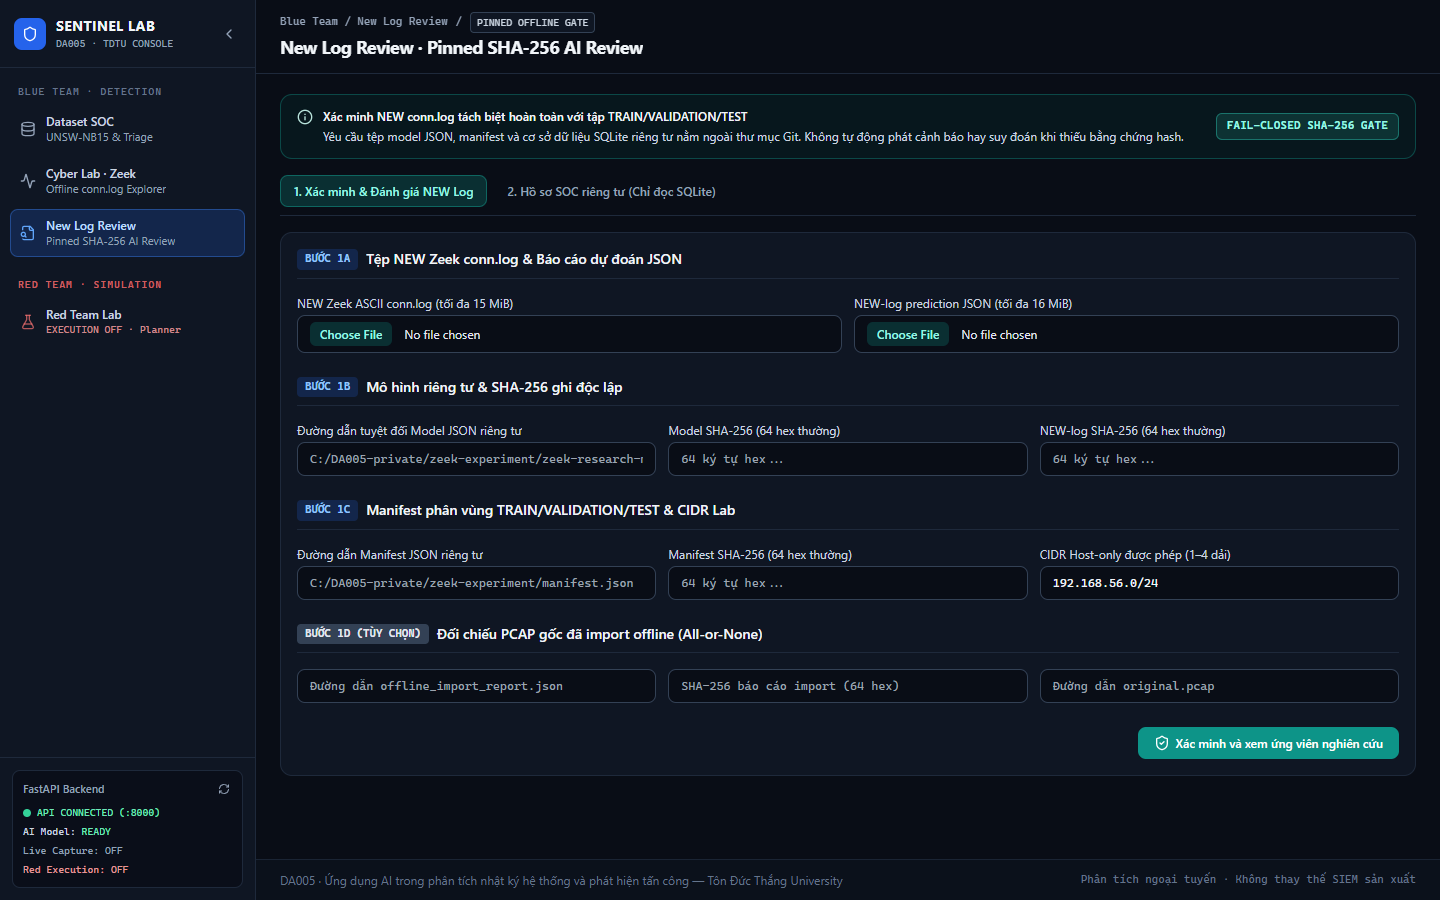 SENTINEL LAB
DA005 · TDTU CONSOLE
BLUE TEAM · DETECTION
Dataset SOC
UNSW-NB15 & Triage
Cyber Lab · Zeek
Offline conn.log Explorer
New Log Review
Pinned SHA-256 AI Review
RED TEAM · SIMULATION
Red Team Lab
EXECUTION OFF · Planner
FastAPI Backend
API CONNECTED (:8000)
AI Model: READY
Live Capture: OFF
Red Execution: OFF
Blue Team / New Log Review / PINNED OFFLINE GATE
New Log Review · Pinned SHA-256 AI Review
Xác minh NEW conn.log tách biệt hoàn toàn với tập TRAIN/VALIDATION/TEST
Yêu cầu tệp model JSON, manifest và cơ sở dữ liệu SQLite riêng tư nằm ngoài thư mục Git. Không tự động phát cảnh báo hay suy đoán khi thiếu bằng chứng hash.
FAIL-CLOSED SHA-256 GATE
1. Xác minh & Đánh giá NEW Log
2. Hồ sơ SOC riêng tư (Chỉ đọc SQLite)
BƯỚC 1A Tệp NEW Zeek conn.log & Báo cáo dự đoán JSON
NEW Zeek ASCII conn.log (tối đa 15 MiB)
Choose File No file chosen
NEW-log prediction JSON (tối đa 16 MiB)
Choose File No file chosen
BƯỚC 1B Mô hình riêng tư & SHA-256 ghi độc lập
Đường dẫn tuyệt đối Model JSON riêng tư
C:/DA005-private/zeek-experiment/zeek-research-
Model SHA-256 (64 hex thường)
64 ký tự hex...
NEW-log SHA-256 (64 hex thường)
64 ký tự hex...
BƯỚC 1C Manifest phân vùng TRAIN/VALIDATION/TEST & CIDR Lab
Đường dẫn Manifest JSON riêng tư
C:/DA005-private/zeek-experiment/manifest.json
Manifest SHA-256 (64 hex thường)
64 ký tự hex...
CIDR Host-only được phép (1–4 dải)
192.168.56.0/24
BƯỚC 1D (TÙY CHỌN) Đối chiếu PCAP gốc đã import offline (All-or-None)
Đường dẫn offline_import_report.json
SHA-256 báo cáo import (64 hex)
Đường dẫn original.pcap
Xác minh và xem ứng viên nghiên cứu
DA005 · Ứng dụng AI trong phân tích nhật ký hệ thống và phát hiện tấn công — Tôn Đức Thắng University
Phân tích ngoại tuyến · Không thay thế SIEM sản xuất